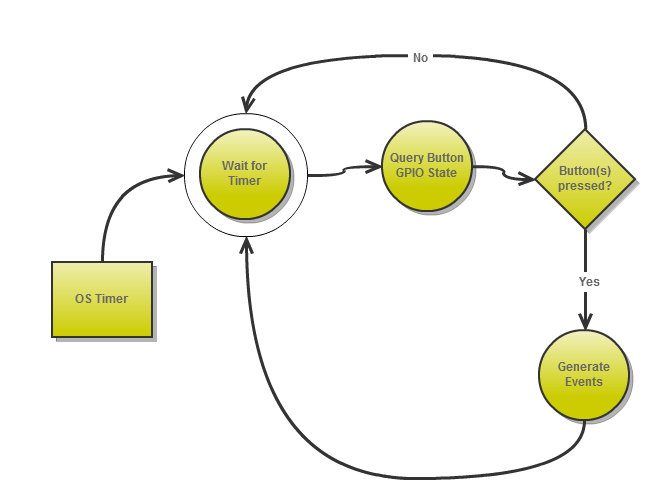 No
Wait for
Timer
Query Button
GPIO State
Button(s)
pressed?
OS Timer
Yes
Generate
Events